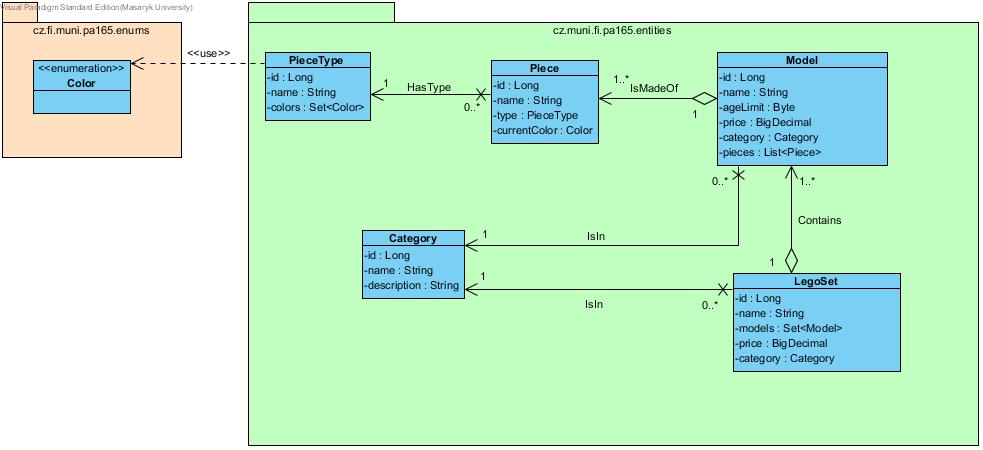 Visual Paradigm Standard Edition(Masaryk University)
cz.fi.muni.pa165.enums
<<enumeration>>
Color
<<use>>
cz.muni.fi.pa165.entities
PieceType
-id : Long
-name : String
-colors : Set<Color>
1
HasType
0..*
Piece
-id : Long
-name : String
-type : PieceType
-currentColor : Color
1..*
IsMadeOf
1
Model
-id : Long
-name : String
-ageLimit : Byte
-price : BigDecimal
-category : Category
-pieces : List<Piece>
0..*
1..*
Contains
1
IsIn
1
Category
-id : Long
-name : String
-description : String
1
IsIn
0..*
LegoSet
-id : Long
-name : String
-models : Set<Model>
-price : BigDecimal
-category : Category